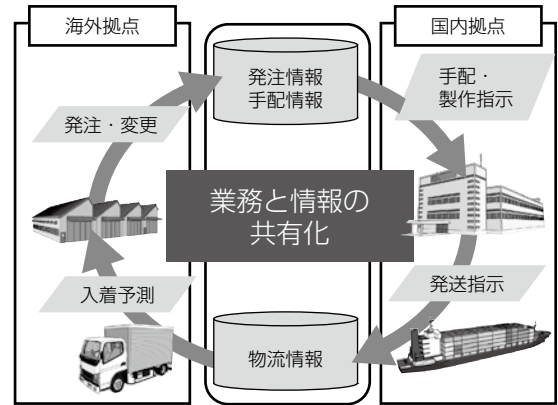 海外拠点
国内拠点
発注情報
手配情報
手配・
製作指示
発注・変更
業務と情報の
共有化
入着予測
発送指示
物流情報